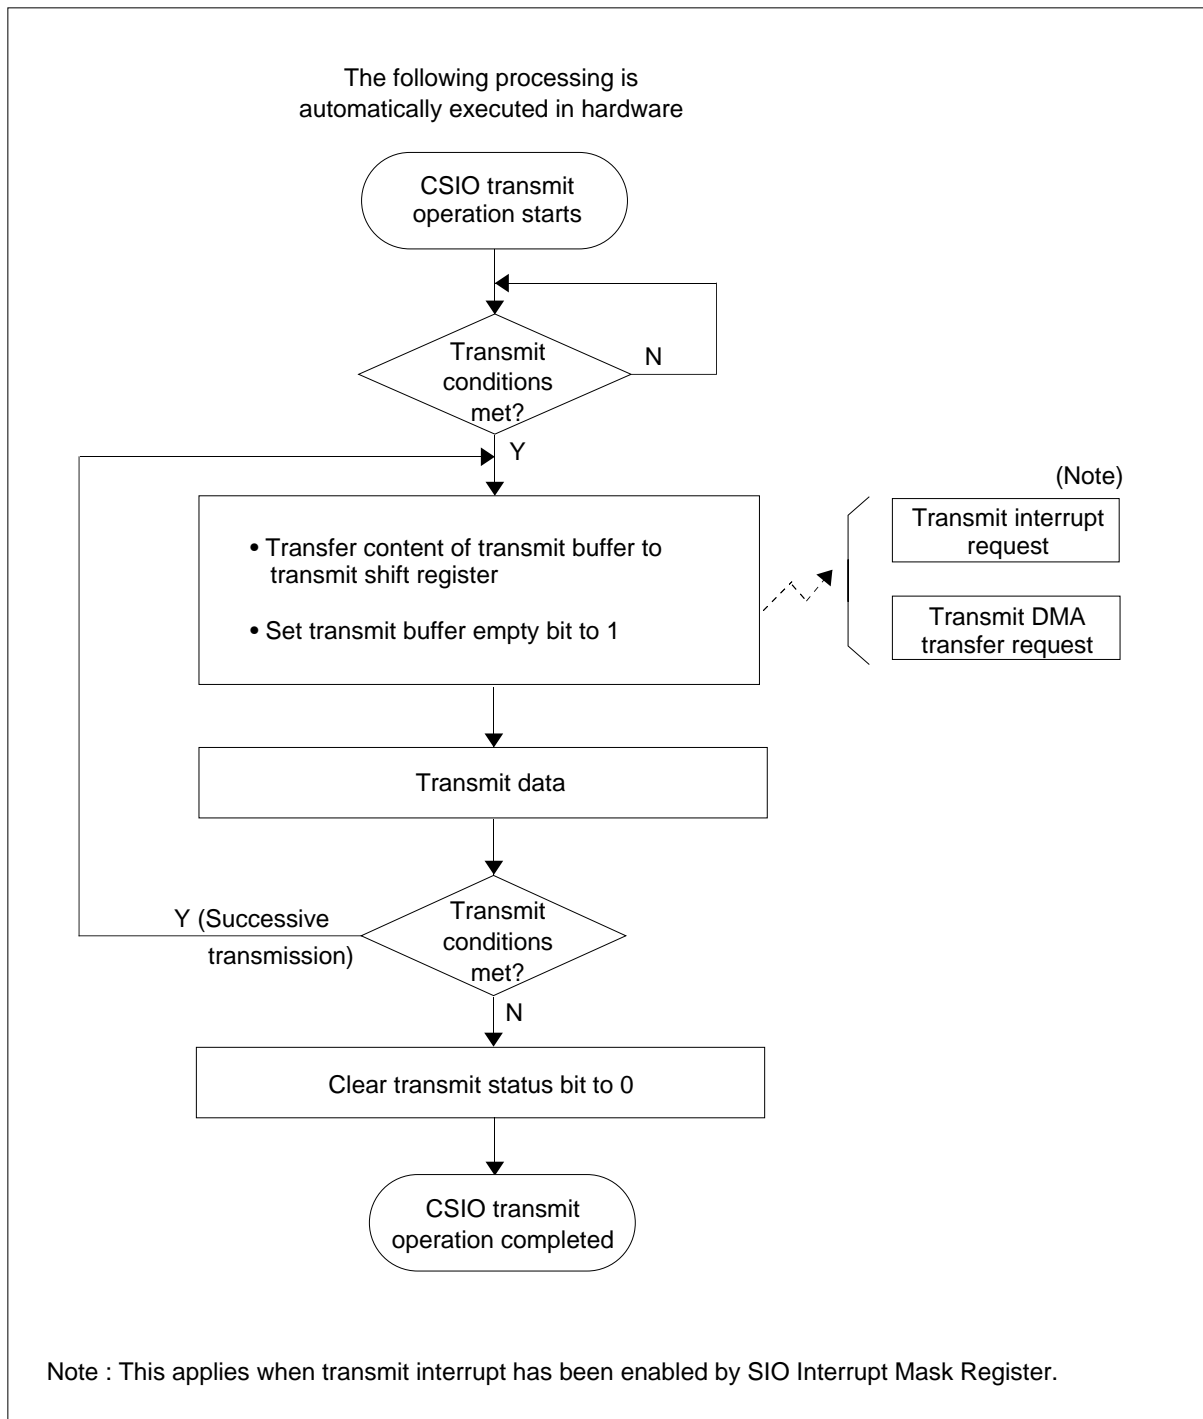 The following processing is
automatically executed in hardware
CSIO transmit
operation starts
Transmit
conditions
met?
N
Y
(Note)
• Transfer content of transmit buffer to
transmit shift register
• Set transmit buffer empty bit to 1
Transmit interrupt
request
Transmit DMA
transfer request
Transmit data
Y (Successive
transmission)
Transmit
conditions
met?
N
Clear transmit status bit to 0
CSIO transmit
operation completed
Note : This applies when transmit interrupt has been enabled by SIO Interrupt Mask Register.